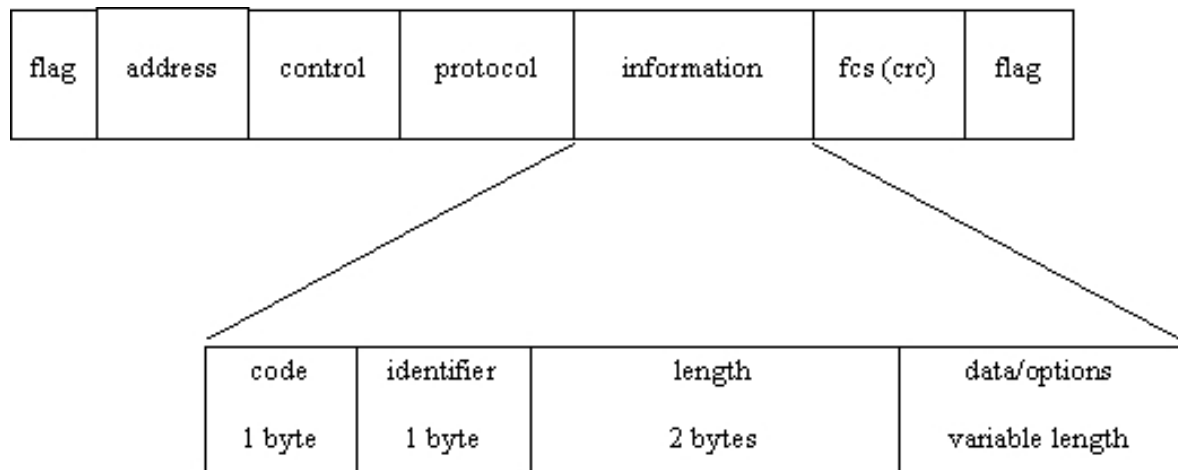 flag address control protocol information fcs (crc) flag
code identifier length data/options
1 byte 1 byte 2 bytes variable length